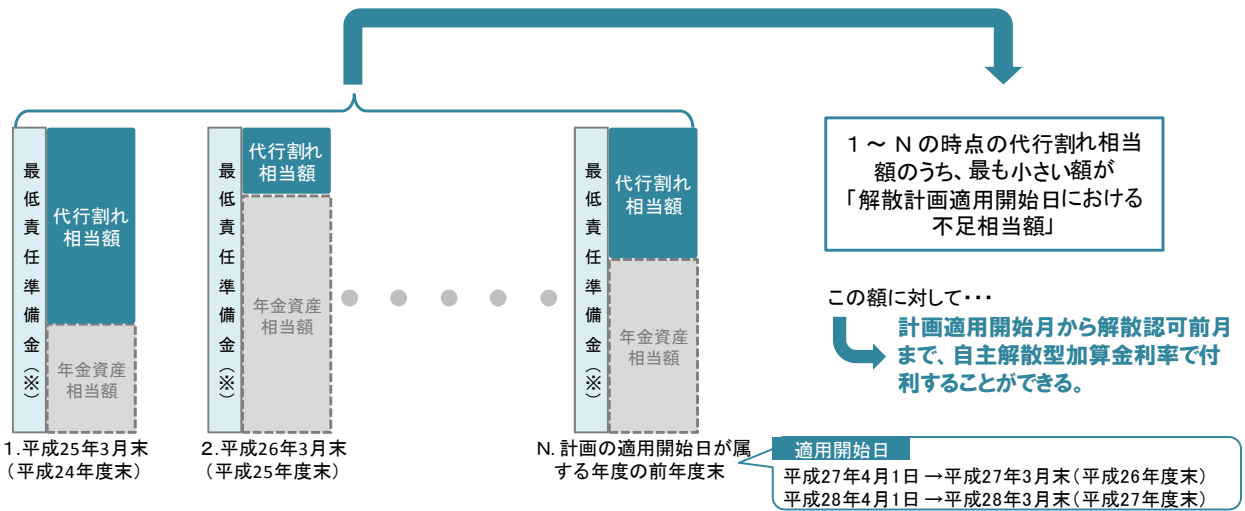 最低責任準備金(※)
代行割れ
相当額
年金資産
相当額
1.平成25年3月末
(平成24年度末)
最低責任準備金(※)
代行割れ
相当額
年金資産
相当額
2.平成26年3月末
(平成25年度末)
最低責任準備金(※)
代行割れ
相当額
年金資産
相当額
N.計画の適用開始日が属
する年度の前年度末
1~Nの時点の代行割れ相当
額のうち、最も小さい額が
「解散計画適用開始日における
不足相当額」
この額に対して・・・
計画適用開始月から解散認可前月
まで、自主解散型加算金利率で付
利することができる。
適用開始日
平成27年4月1日→平成27年3月末(平成26年度末)
平成28年4月1日→平成28年3月末(平成27年度末)